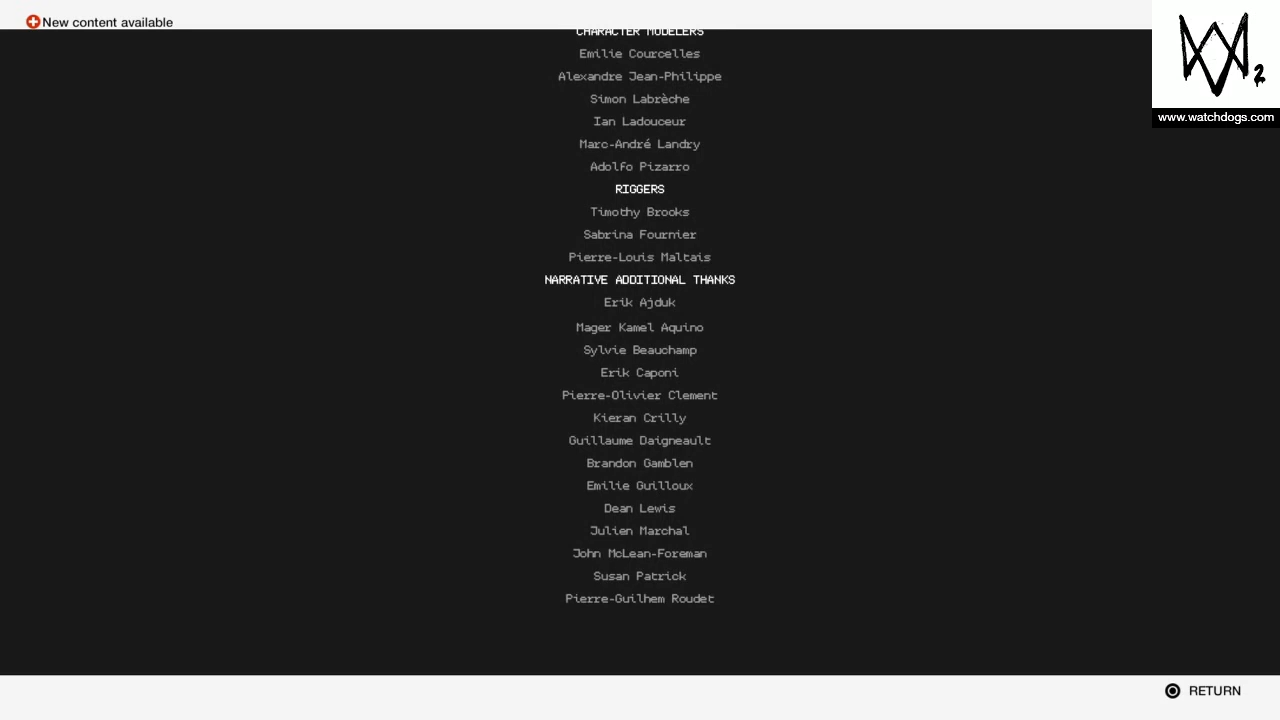 New content available
CHARACTER MODELERS
Emilie Courcelles
Alexandre Jean-Philippe
Simon Labrèche
Ian Ladouceur
Marc-André Landry
Adolfo Pizarro
RIGGERS
Timothy Brooks
Sabrina Fournier
Pierre-Louis Maltais
NARRATIVE ADDITIONAL THANKS
Erik Ajduk
Mager Kamel Aquino
Sylvie Beauchamp
Erik Caponi
Pierre-Olivier Clement
Kieran Crilly
Guillaume Daigneault
Brandon Gamblen
Emilie Guilloux
Dean Lewis
Julien Marchal
John McLean-Foreman
Susan Patrick
Pierre-Guilhem Roudet
2
www.watchdogs.com
RETURN